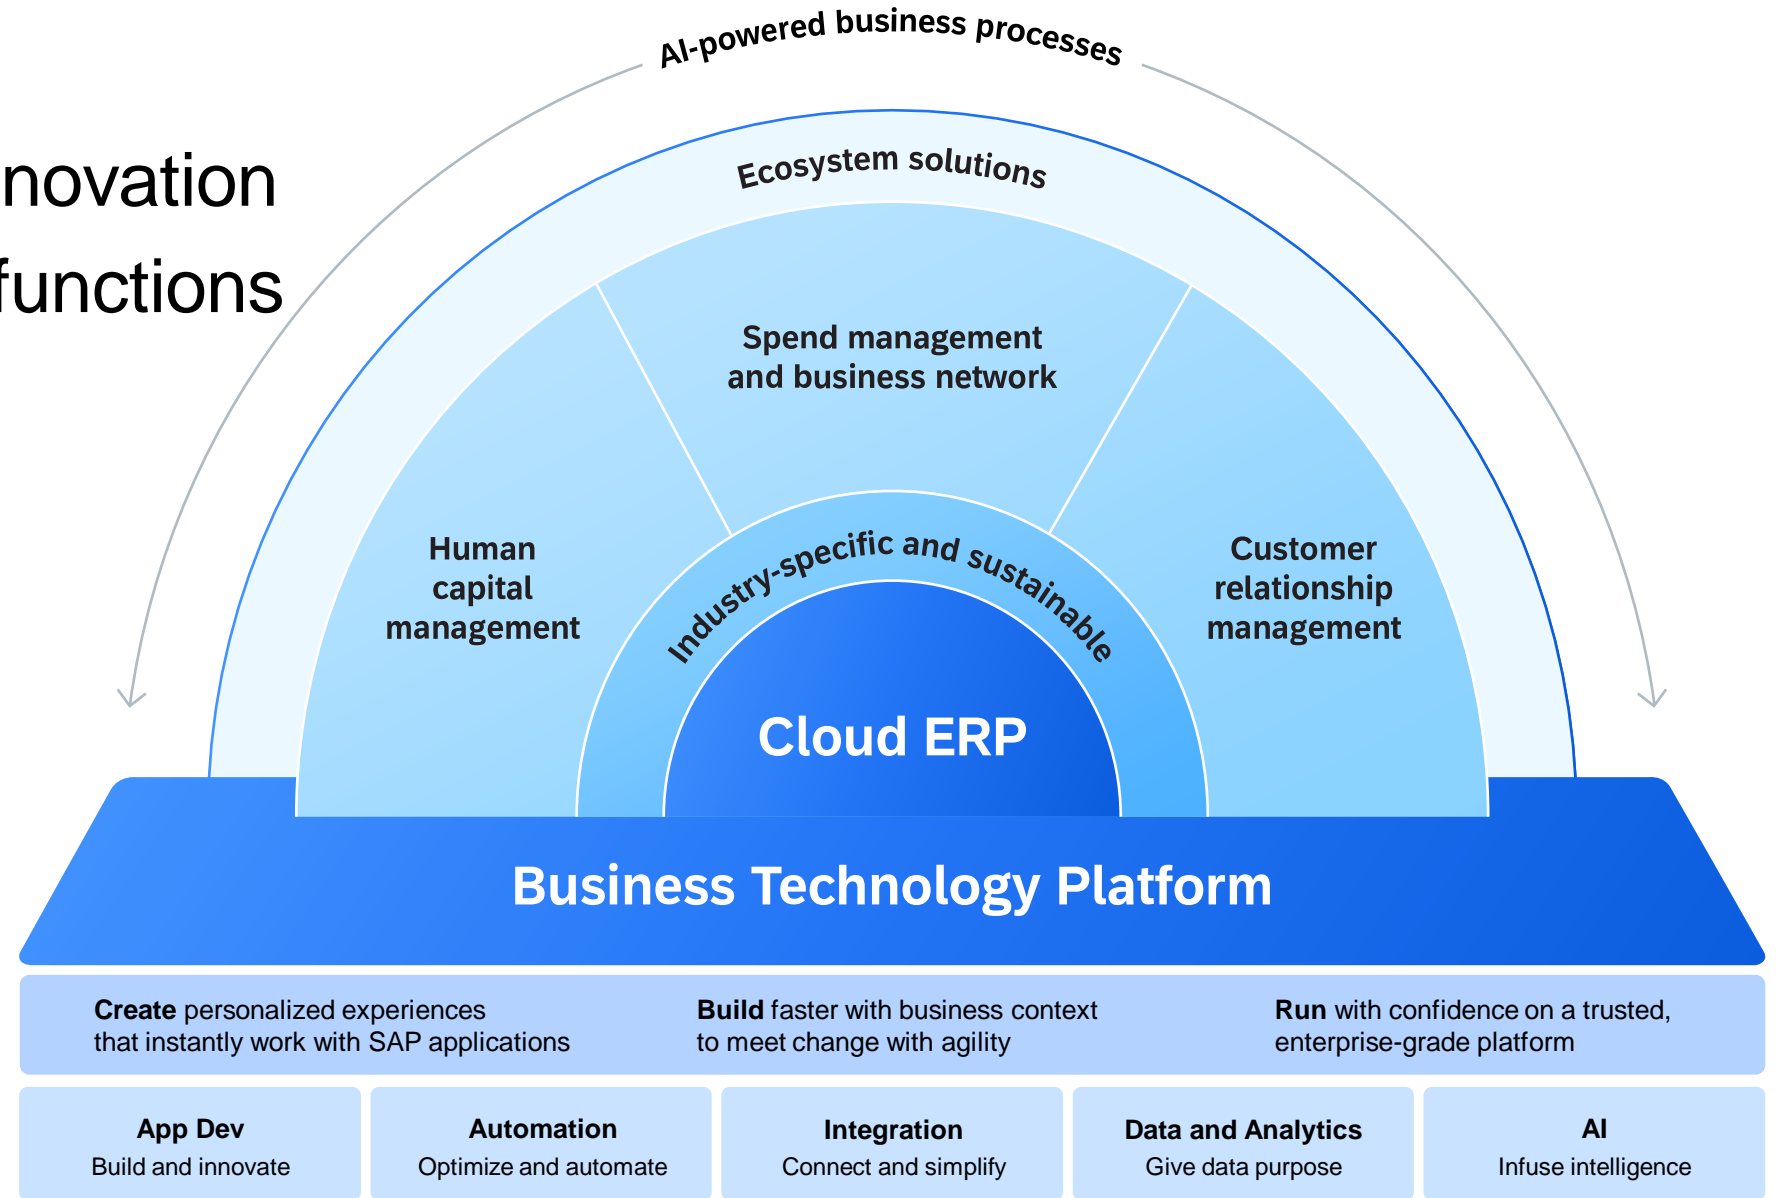 AI-powered business processes
novation
functions
Ecosystem solutions
Spend management
and business network
Human
capital
management
Industry-specific and sustainable
Customer
relationship
management
Cloud ERP
Business Technology Platform
Create personalized experiences
that instantly work with SAP applications
Build faster with business context
to meet change with agility
Run with confidence on a trusted,
enterprise-grade platform
App Dev
Build and innovate
Automation
Optimize and automate
Integration
Connect and simplify
Data and Analytics
Give data purpose
AI
Infuse intelligence